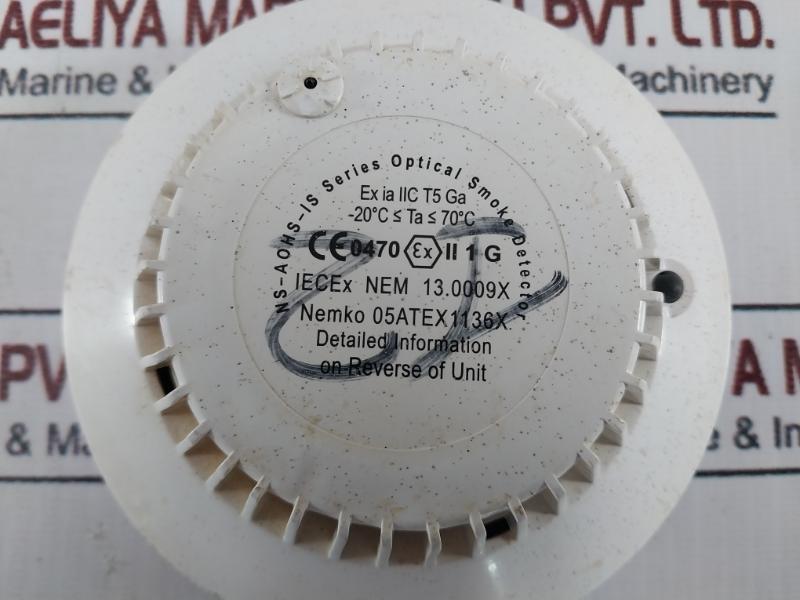 AELIYA MA PVT. LTD.
Marine & Machinery
NS-AOHS-IS Series Optical Smoke Detector
Ex ia IIC T5 Ga
-20°C ≤ Ta ≤ 70°C
CE 0470 Ex II 1 G
IECEx NEM 13.0009X
Nemko 05ATEX1136X
Detailed Information
on Reverse of Unit
PV
& Ma
A M
e & In